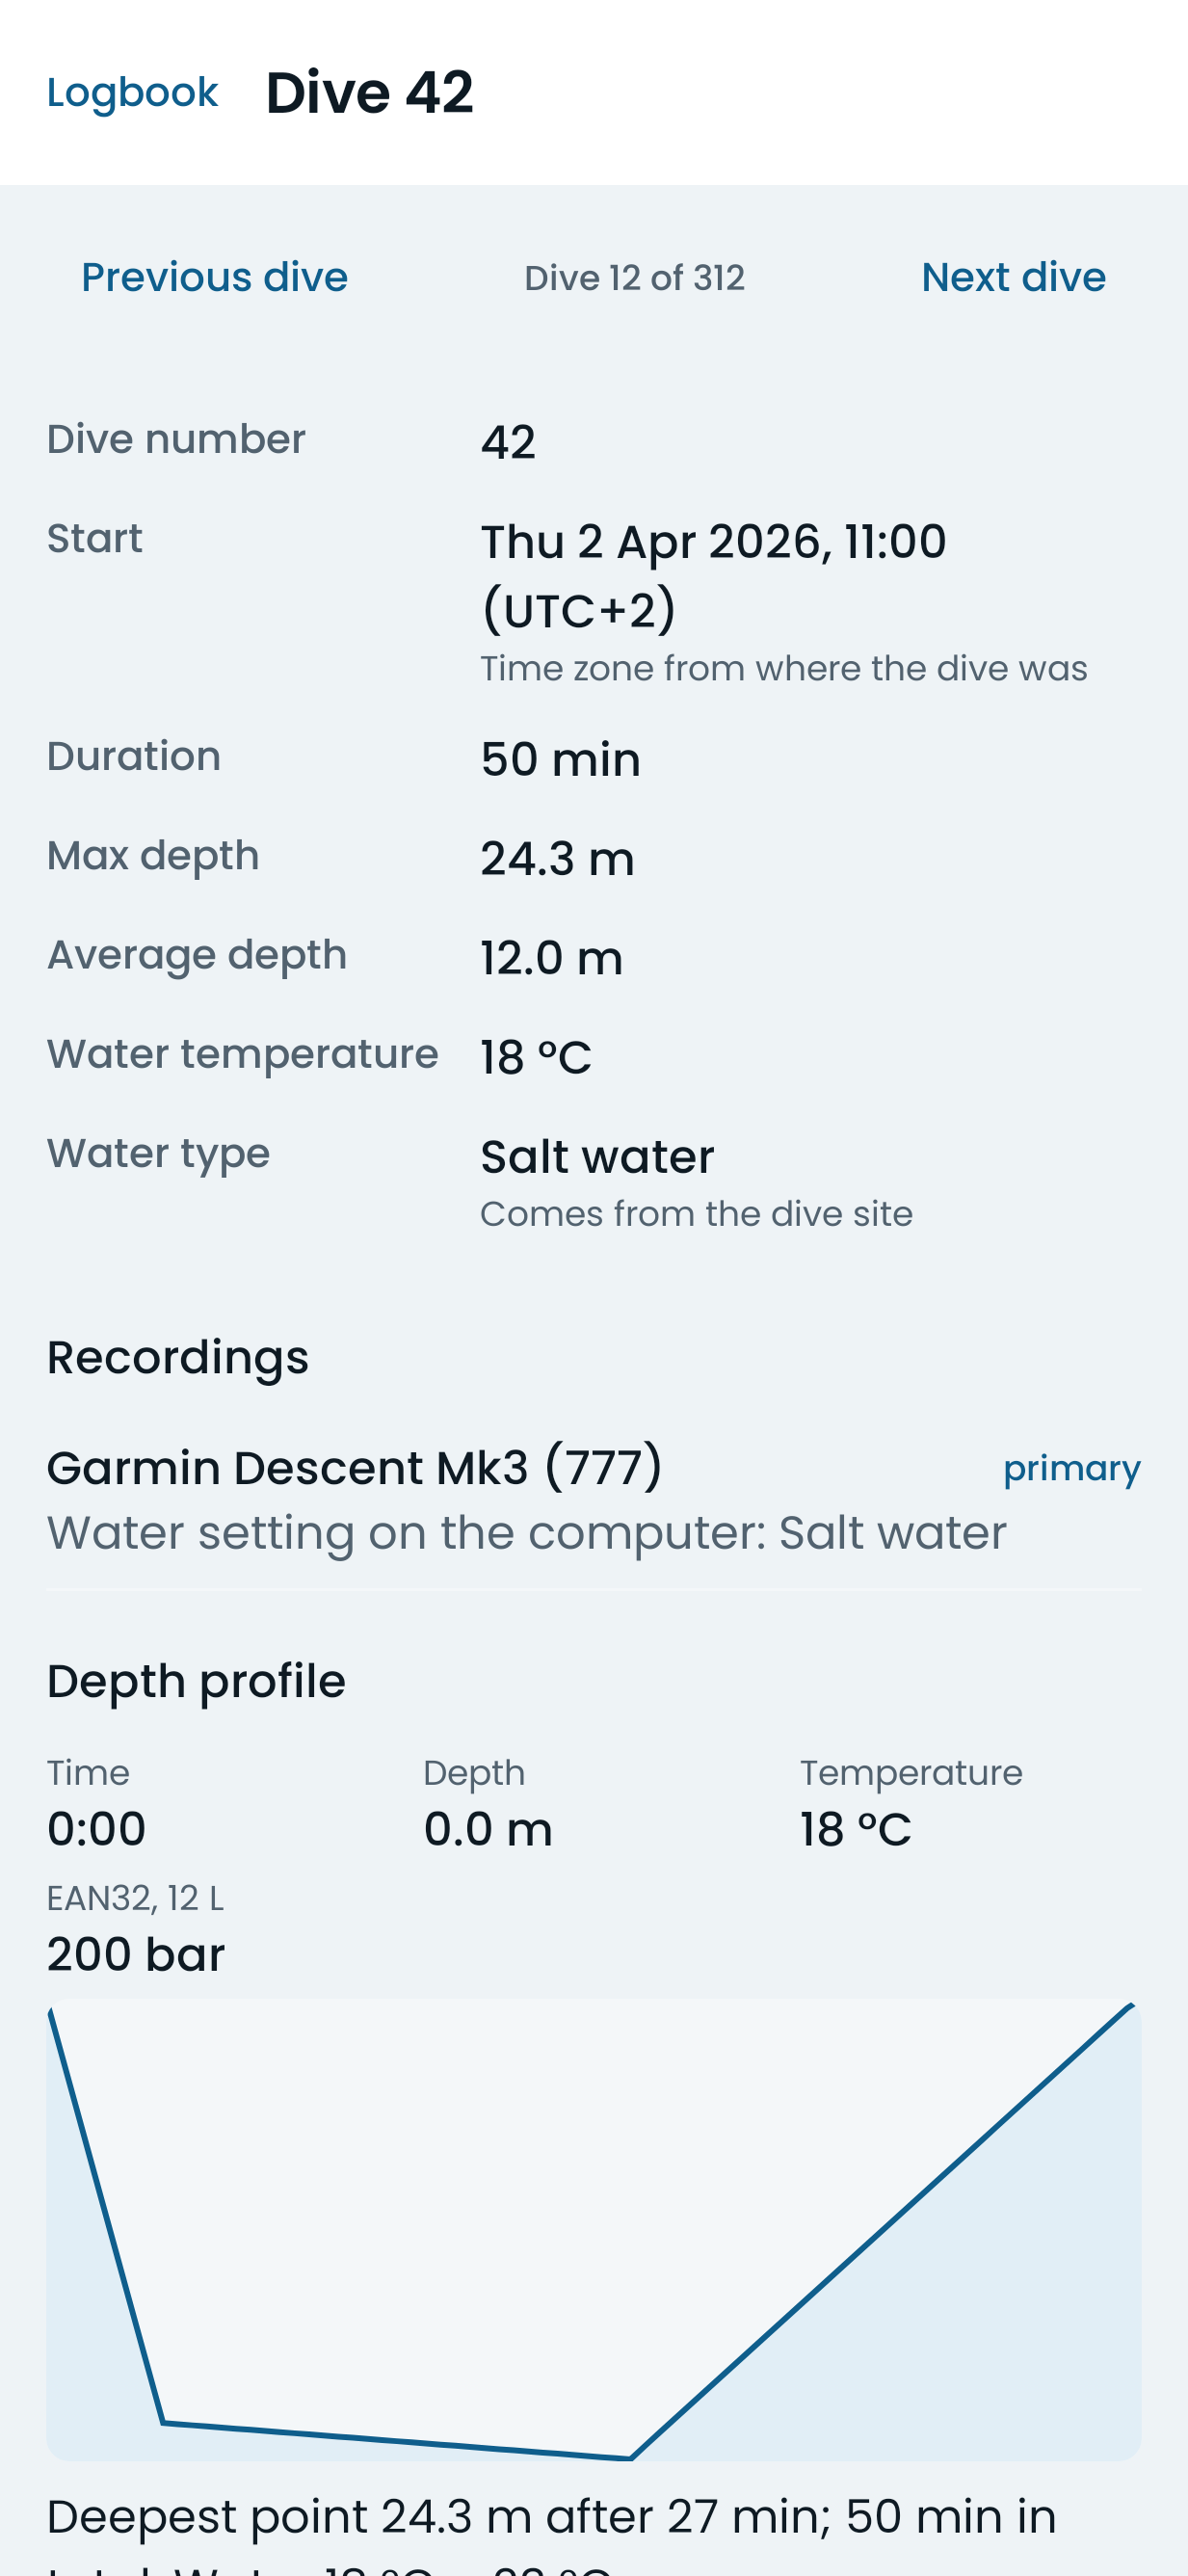 Logbook Dive 42
Previous dive Dive 12 of 312 Next dive
Dive number 42
Start Thu 2 Apr 2026, 11:00
(UTC+2)
Time zone from where the dive was
Duration 50 min
Max depth 24.3 m
Average depth 12.0 m
Water temperature 18 °C
Water type Salt water
Comes from the dive site
Recordings
Garmin Descent Mk3 (777) primary
Water setting on the computer: Salt water
Depth profile
Time Depth Temperature
0:00 0.0 m 18 °C
EAN32, 12 L
200 bar
Deepest point 24.3 m after 27 min; 50 min in